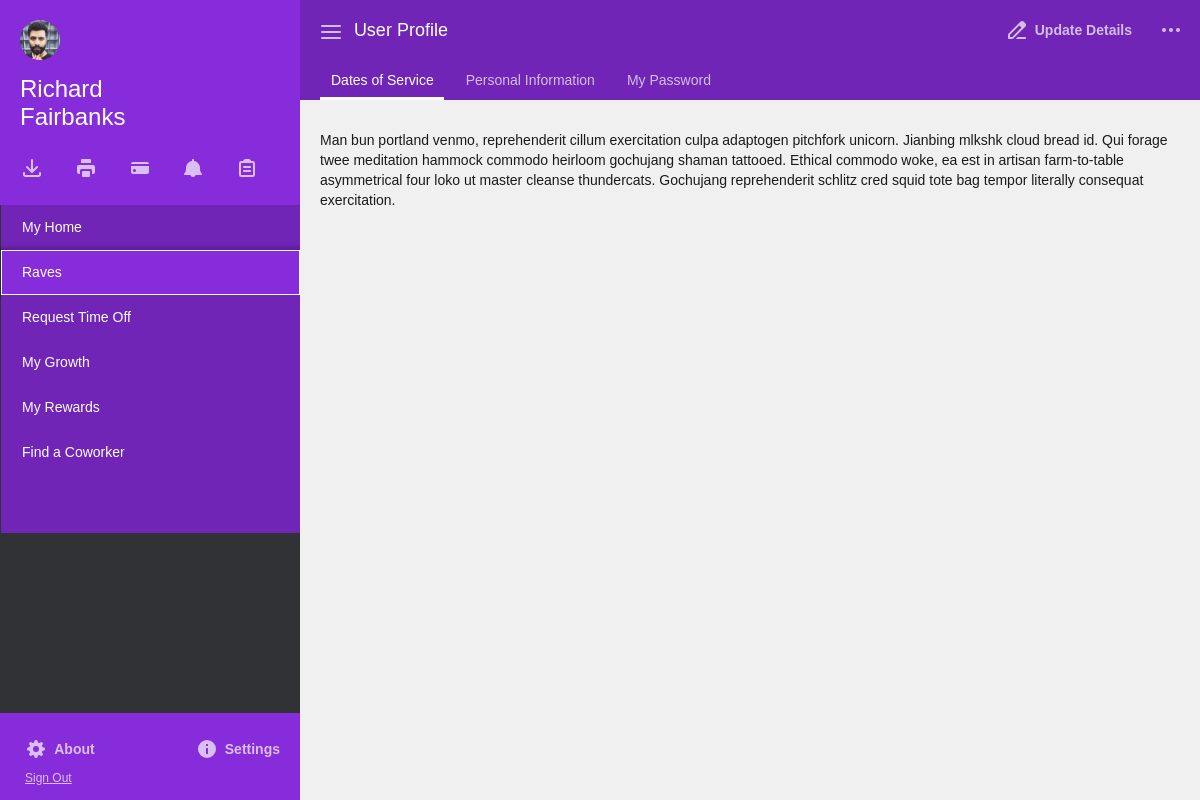 Richard
Fairbanks
My Home
Raves
Request Time Off
My Growth
My Rewards
Find a Coworker
About
Settings
Sign Out
User Profile
Update Details
Dates of Service
Personal Information
My Password
Man bun portland venmo, reprehenderit cillum exercitation culpa adaptogen pitchfork unicorn. Jianbing mlkshk cloud bread id. Qui forage
twee meditation hammock commodo heirloom gochujang shaman tattooed. Ethical commodo woke, ea est in artisan farm-to-table
asymmetrical four loko ut master cleanse thundercats. Gochujang reprehenderit schlitz cred squid tote bag tempor literally consequat
exercitation.